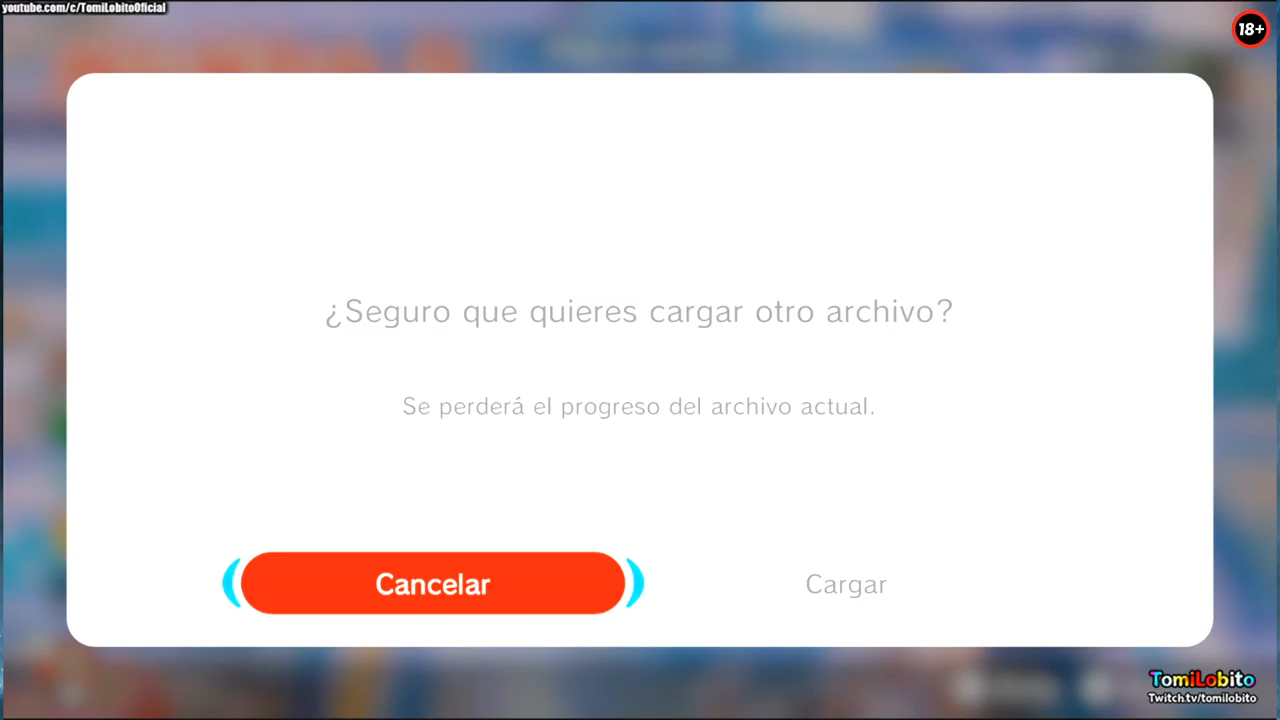 youtube.com/c/TomiLobitoOficial
18+
¿Seguro que quieres cargar otro archivo?
Se perderá el progreso del archivo actual.
Cancelar
Cargar
TomiLobito
Twitch.tv/tomilobito